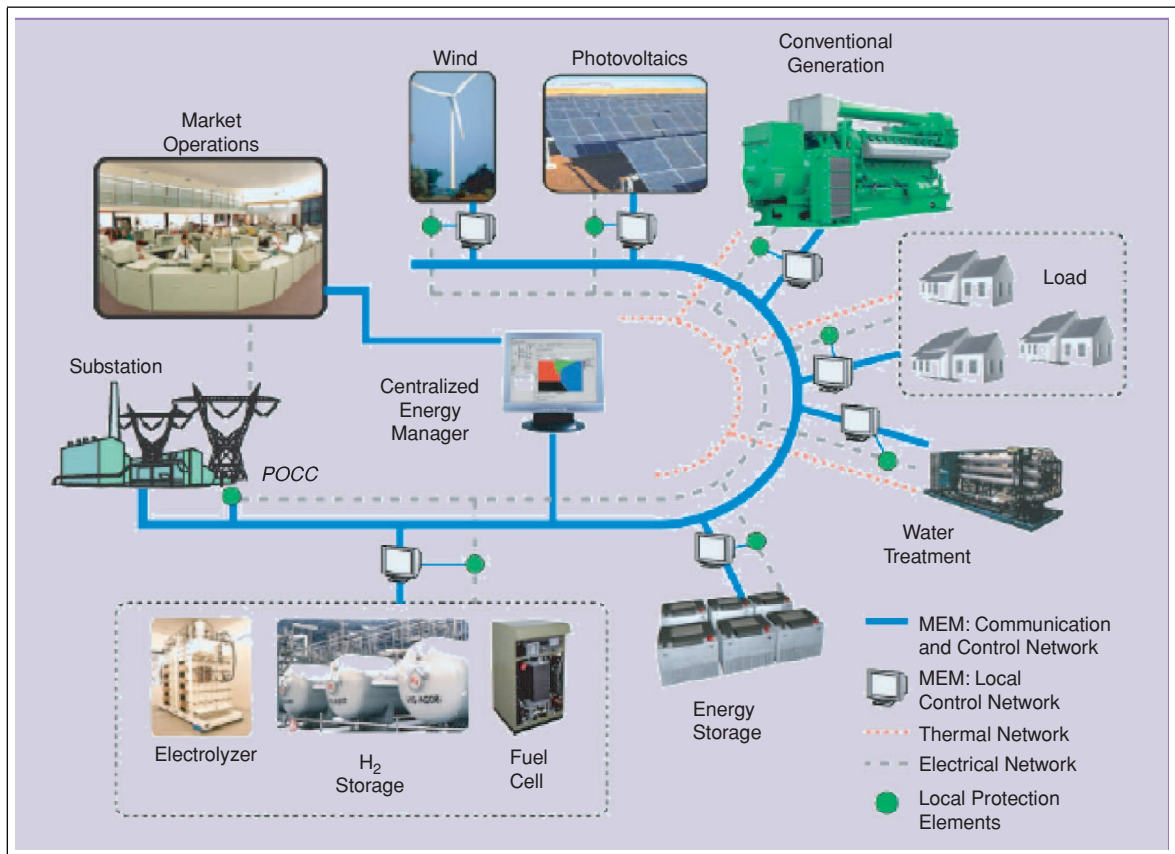 Wind
Photovoltaics
Conventional
Generation
Market
Operations
Load
Substation
Centralized
Energy
Manager
POCC
Water
Treatment
Electrolyzer
H₂
Storage
Fuel
Cell
Energy
Storage
MEM: Communication
and Control Network
MEM: Local
Control Network
Thermal Network
Electrical Network
Local Protection
Elements